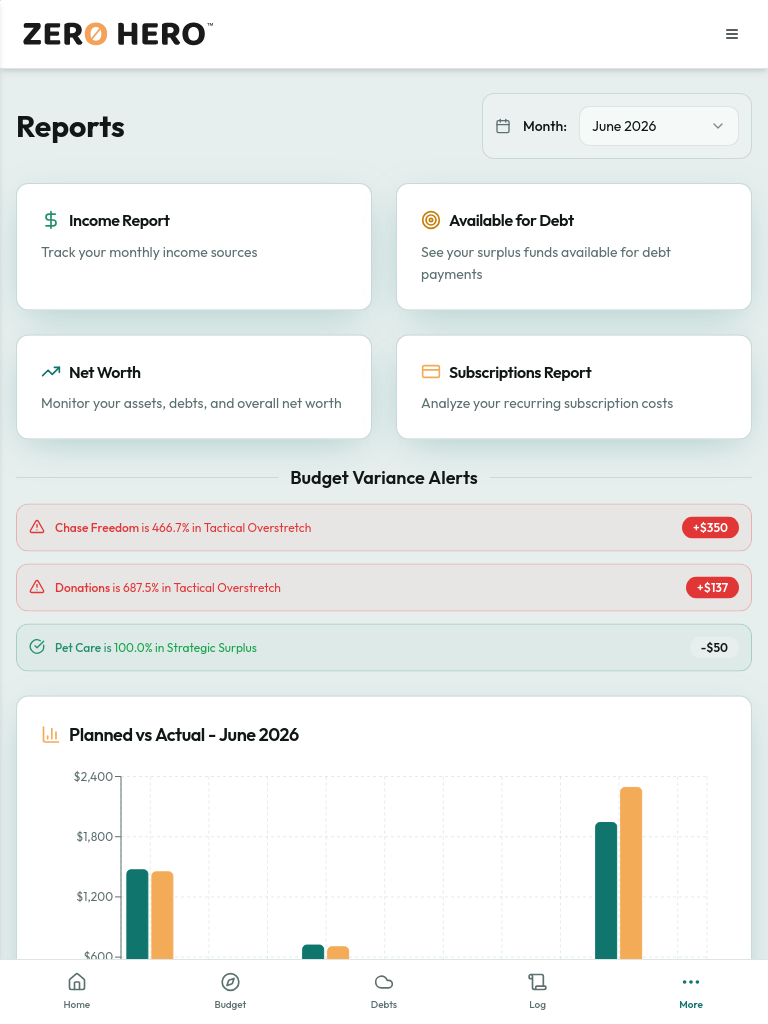 ZERO HERO™
Reports
Month:
June 2026
Income Report
Track your monthly income sources
Available for Debt
See your surplus funds available for debt
payments
Net Worth
Monitor your assets, debts, and overall net worth
Subscriptions Report
Analyze your recurring subscription costs
Budget Variance Alerts
Chase Freedom is 466.7% in Tactical Overstretch
+$350
Donations is 687.5% in Tactical Overstretch
+$137
Pet Care is 100.0% in Strategic Surplus
-$50
Planned vs Actual - June 2026
$2,400
$1,800
$1,200
$600
Home
Budget
Debts
Log
More